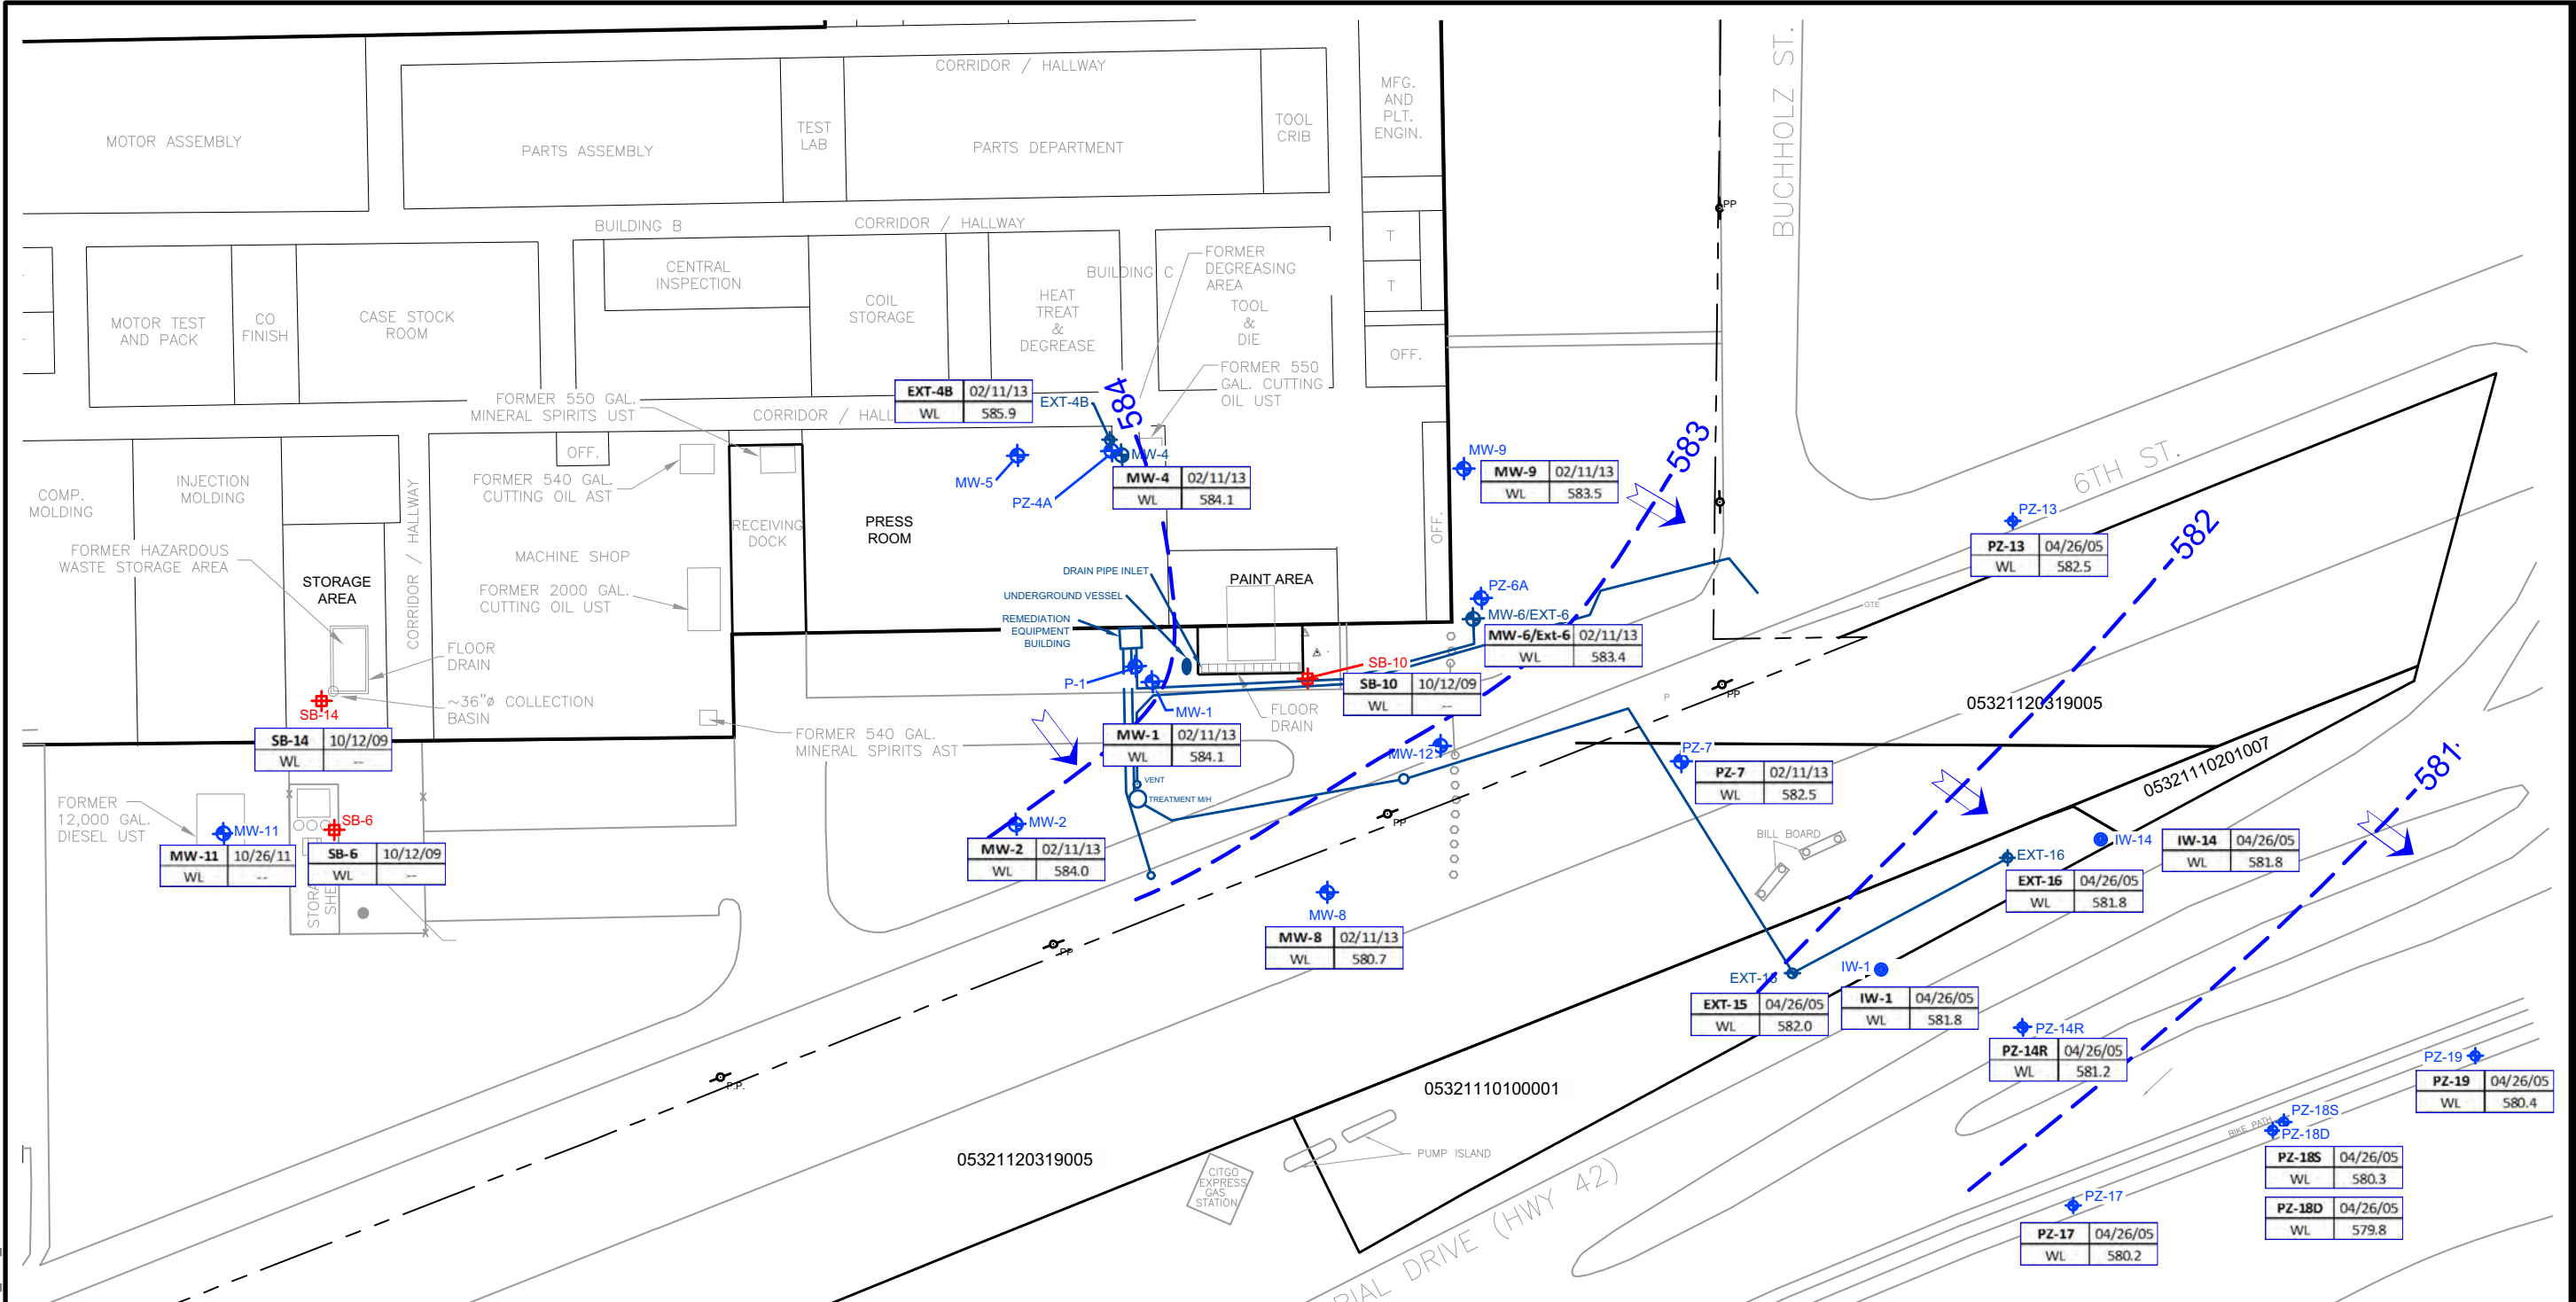 CORRIDOR / HALLWAY
MOTOR ASSEMBLY
PARTS ASSEMBLY
TEST
LAB
PARTS DEPARTMENT
TOOL
CRIB
MFG.
AND
PLT.
ENGIN.
BUCHHOLZ ST.
PP
BUILDING B
CORRIDOR / HALLWAY
T
T
OFF.
MOTOR TEST
AND PACK
CO
FINISH
CASE STOCK
ROOM
CENTRAL
INSPECTION
COIL
STORAGE
HEAT
TREAT
&
DEGREASE
BUILDING C
FORMER
DEGREASING
AREA
TOOL
&
DIE
FORMER 550
GAL. CUTTING
OIL UST
FORMER 550 GAL.
MINERAL SPIRITS UST
CORRIDOR / HALL
EXT-4B 02/11/13
WL 585.9
EXT-4B
584
583
582
581
6TH ST.
COMP.
MOLDING
INJECTION
MOLDING
CORRIDOR / HALLWAY
OFF.
FORMER 540 GAL.
CUTTING OIL AST
MW-5
PZ-4A
MW-4
MW-4 02/11/13
WL 584.1
MW-9
MW-9 02/11/13
WL 583.5
OFF.
PZ-13
PZ-13 04/26/05
WL 582.5
FORMER HAZARDOUS
WASTE STORAGE AREA
STORAGE
AREA
MACHINE SHOP
FORMER 2000 GAL.
CUTTING OIL UST
RECEIVING
DOCK
PRESS
ROOM
DRAIN PIPE INLET
UNDERGROUND VESSEL
REMEDIATION
EQUIPMENT
BUILDING
PAINT AREA
PZ-6A
MW-6/EXT-6
MW-6/Ext-6 02/11/13
WL 583.4
GTE
FLOOR
DRAIN
~36"ø COLLECTION
BASIN
SB-14
SB-14 10/12/09
WL --
P-1
MW-1
MW-1 02/11/13
WL 584.1
SB-10
SB-10 10/12/09
WL --
FLOOR
DRAIN
P
PP
05321120319005
FORMER 540 GAL.
MINERAL SPIRITS AST
MW-12
PZ-7
PZ-7 02/11/13
WL 582.5
05321110201007
VENT
TREATMENT M/H
FORMER
12,000 GAL.
DIESEL UST
MW-11
MW-11 10/26/11
WL --
SB-6
SB-6 10/12/09
WL --
STORA
SHE
MW-2
MW-2 02/11/13
WL 584.0
PP
BILL BOARD
EXT-16
EXT-16 04/26/05
WL 581.8
IW-14
IW-14 04/26/05
WL 581.8
MW-8
MW-8 02/11/13
WL 580.7
PP
EXT-15
EXT-15 04/26/05
WL 582.0
IW-1
IW-1 04/26/05
WL 581.8
PZ-14R
PZ-14R 04/26/05
WL 581.2
PZ-19
PZ-19 04/26/05
WL 580.4
P.P.
05321110100001
05321120319005
CITGO
EXPRESS
GAS
STATION
PUMP ISLAND
BIKE PATH
PZ-18S
PZ-18D
PZ-18S 04/26/05
WL 580.3
PZ-18D 04/26/05
WL 579.8
PZ-17
PZ-17 04/26/05
WL 580.2
RIAL DRIVE (HWY 42)